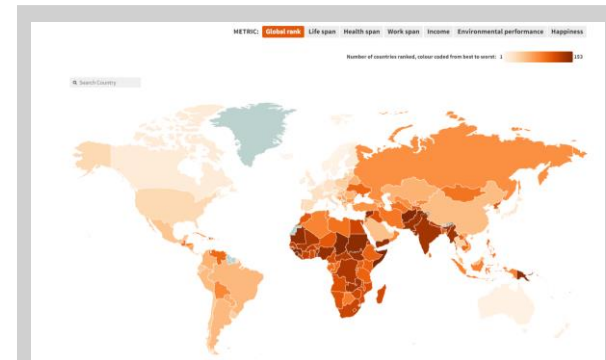 METRIC: Global rank Life span Health span Work span Income Environmental performance Happiness
Number of countries ranked, colour coded from best to worst: 1 153
Search Country